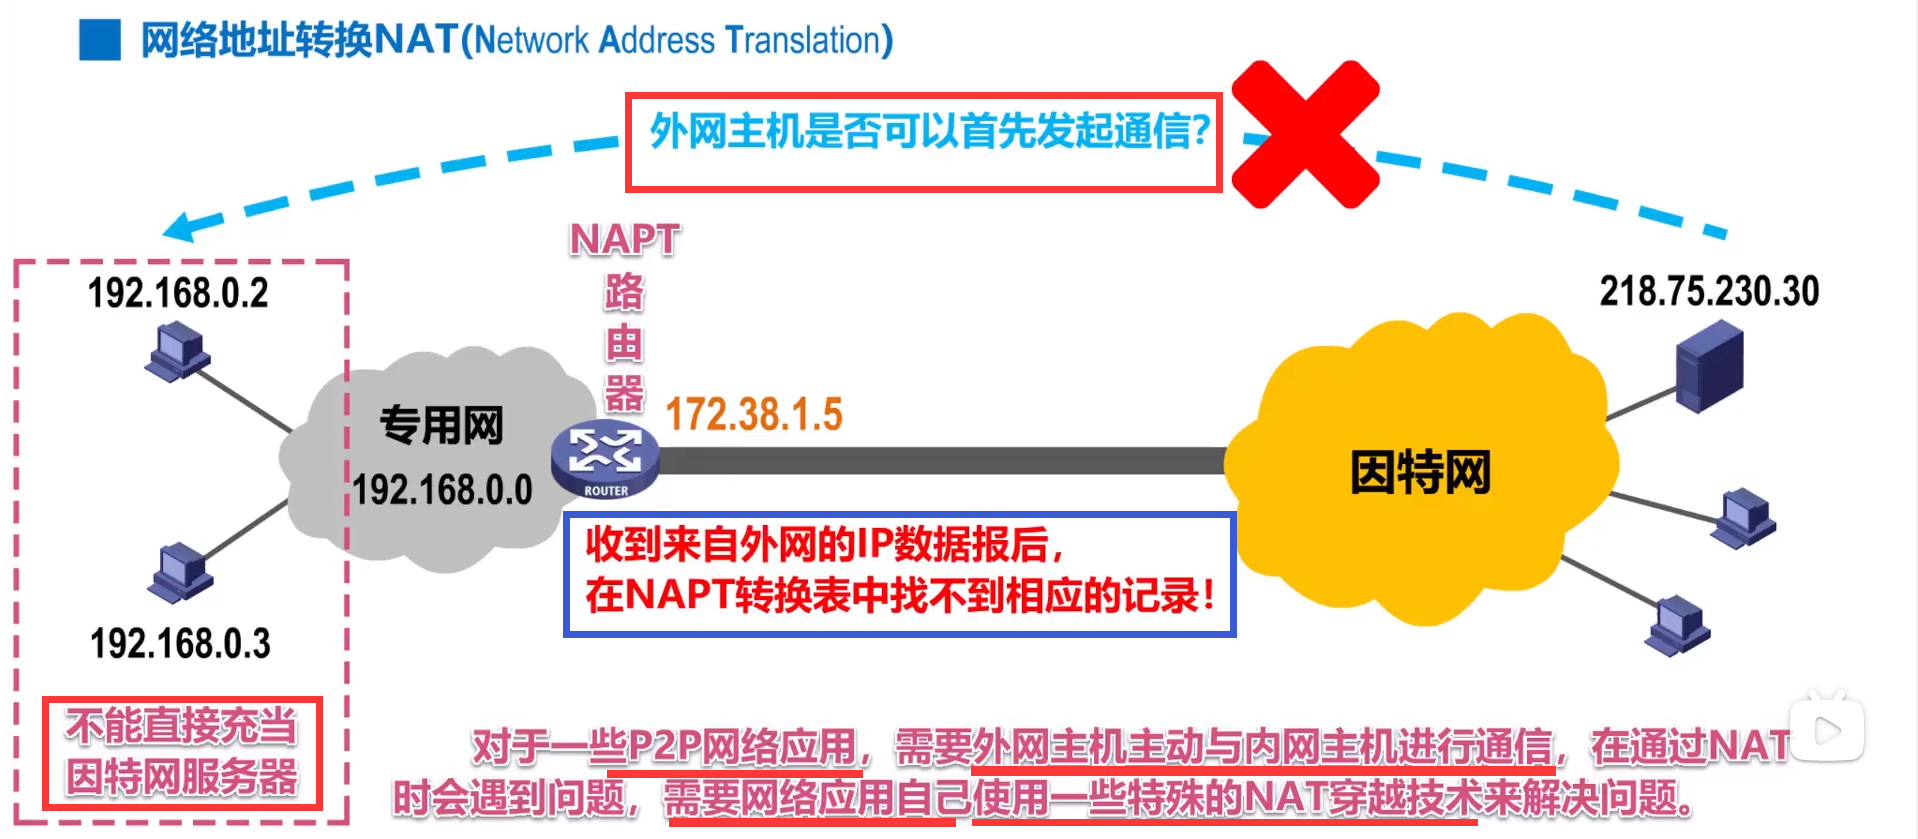 网络地址转换NAT(Network Address Translation)
外网主机是否可以首先发起通信?
NAPT
路
由
器
192.168.0.2
218.75.230.30
172.38.1.5
专用网
192.168.0.0
ROUTER
因特网
收到来自外网的IP数据报后,
在NAPT转换表中找不到相应的记录!
192.168.0.3
不能直接充当
因特网服务器
对于一些P2P网络应用，需要外网主机主动与内网主机进行通信，在通过NAT
时会遇到问题，需要网络应用自己使用一些特殊的NAT穿越技术来解决问题。